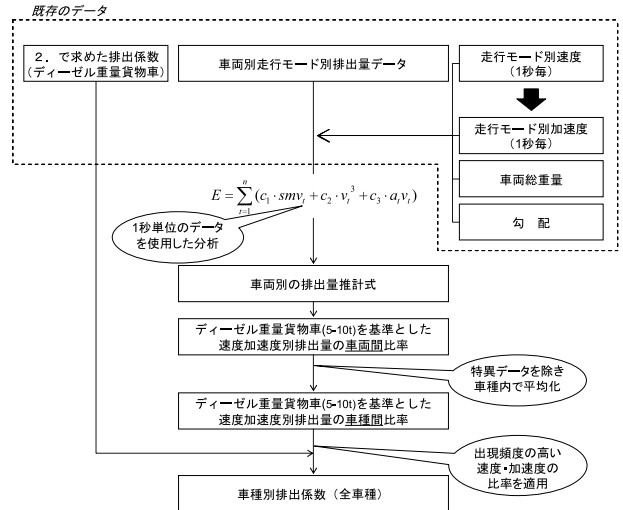 既存のデータ
2．で求めた排出係数
（ディーゼル重量貨物車）
車両別走行モード別排出量データ
走行モード別速度
（1秒毎）
走行モード別加速度
（1秒毎）
車両総重量
勾　配
E = \sum_{t=1}^{n} (c_1 · smv_t + c_2 · v_t^3 + c_3 · a_t v_t)
1秒単位のデータ
を使用した分析
車両別の排出量推計式
ディーゼル重量貨物車(5-10t)を基準とした
速度加速度別排出量の車両間比率
特異データを除き
車種内で平均化
ディーゼル重量貨物車(5-10t)を基準とした
速度加速度別排出量の車種間比率
出現頻度の高い
速度・加速度の
比率を適用
車種別排出係数（全車種）